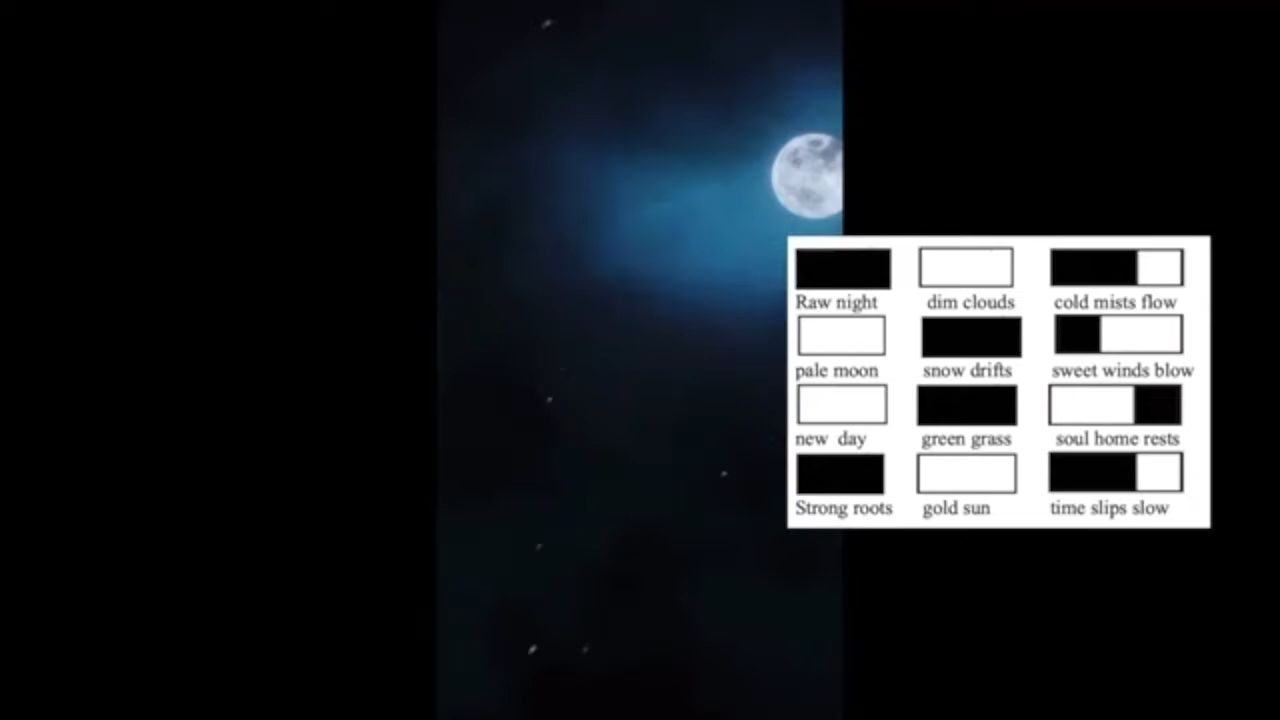 Raw night dim clouds cold mists flow
pale moon snow drifts sweet winds blow
new day green grass soul home rests
Strong roots gold sun time slips slow